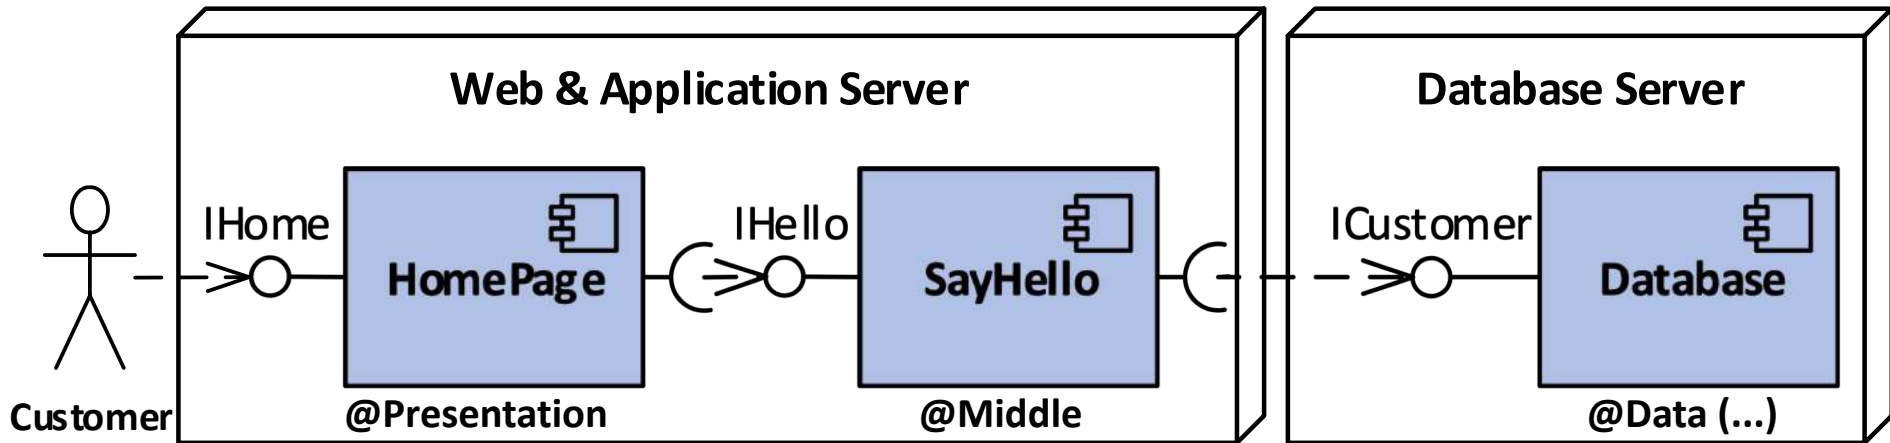 Web & Application Server
Database Server
IHome
IHello
ICustomer
HomePage
SayHello
Database
Customer
@Presentation
@Middle
@Data (...)